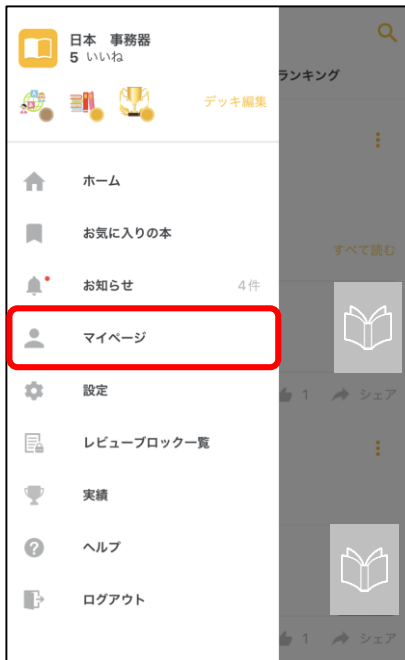 日本　事務器
5 いいね
ランキング
デッキ編集
ホーム
お気に入りの本
すべて読む
お知らせ 4件
マイページ
設定
1 シェア
レビューブロック一覧
実績
ヘルプ
ログアウト
1 シェア